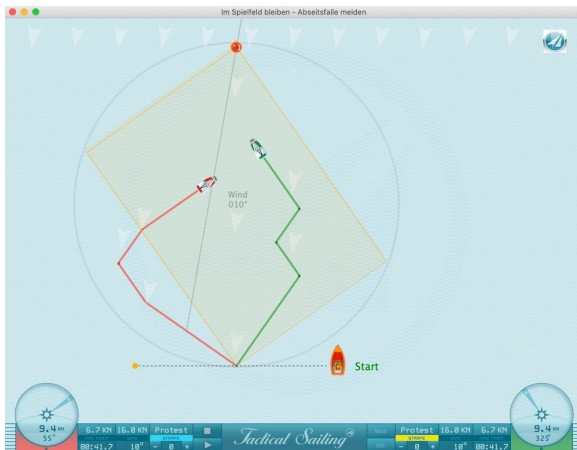 Im Spielfeld bleiben - Abseitsfalle meiden
Wind
010°
Start
9.4 KN
55°
6.7 KN 16.0 KN Protest
STRAFE
00:41.7 10° - 0 +
Tactical Sailing
Protest 16.0 KN 6.7 KN
STRAFE
- 0 + 10° 00:41.7
9.4 KN
325°